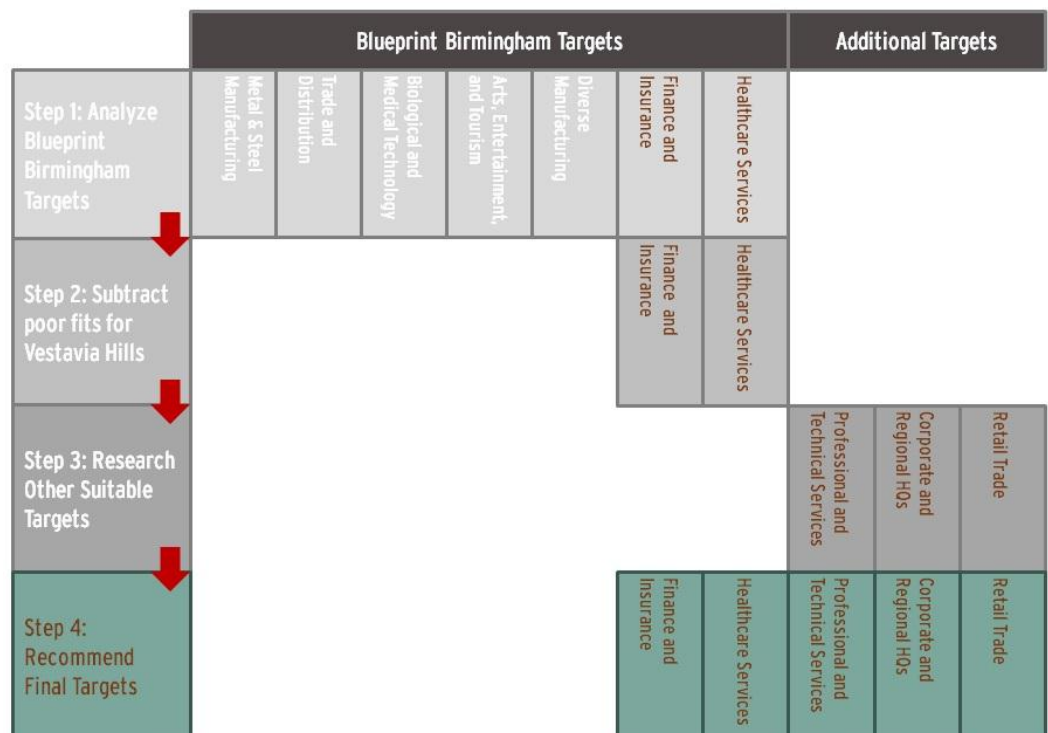 Blueprint Birmingham Targets
Additional Targets
Step 1: Analyze
Blueprint
Birmingham
Targets
Metal & Steel
Manufacturing
Trade and
Distribution
Biological and
Medical Technology
Arts, Entertainment,
and Tourism
Diverse
Manufacturing
Finance and
Insurance
Healthcare Services
Step 2: Subtract
poor fits for
Vestavia Hills
Finance and
Insurance
Healthcare Services
Step 3: Research
Other Suitable
Targets
Professional and
Technical Services
Corporate and
Regional HQs
Retail Trade
Step 4:
Recommend
Final Targets
Finance and
Insurance
Healthcare Services
Professional and
Technical Services
Corporate and
Regional HQs
Retail Trade